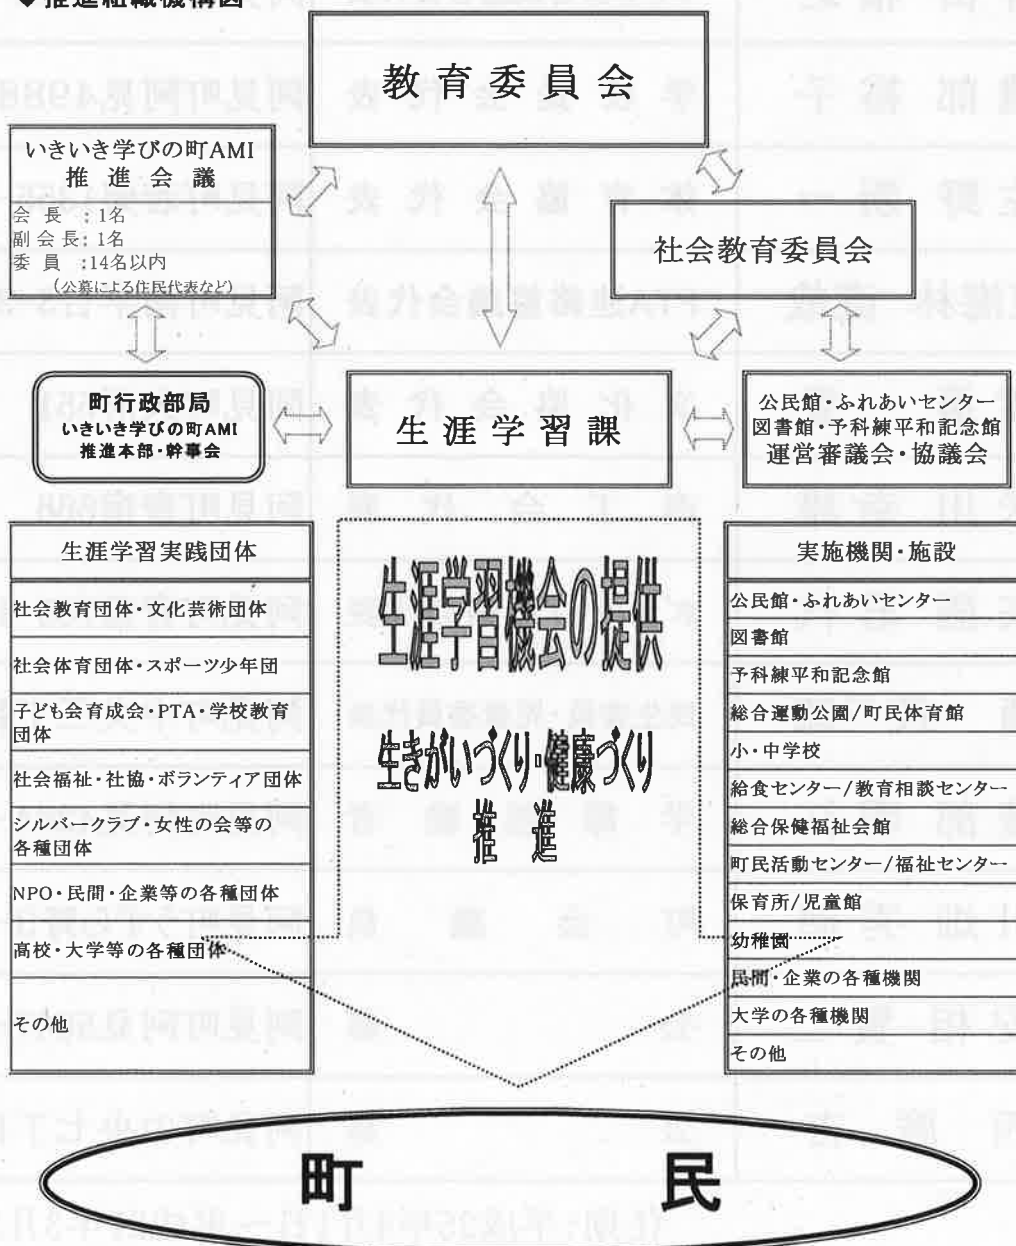 ◆推進組織機構図
教育委員会
いきいき学びの町AMI
推進会議
会長:1名
副会長:1名
委員:14名以内
(公募による住民代表など)
社会教育委員会
町行政部局
いきいき学びの町AMI
推進本部・幹事会
生涯学習課
公民館・ふれあいセンター
図書館・予科練平和記念館
運営審議会・協議会
生涯学習実践団体
社会教育団体・文化芸術団体
社会体育団体・スポーツ少年団
子ども会育成会・PTA・学校教育
団体
社会福祉・社協・ボランティア団体
シルバークラブ・女性の会等の
各種団体
NPO・民間・企業等の各種団体
高校・大学等の各種団体
その他
生涯学習機会の提供
生きがいづくり・健康づくり
推進
実施機関・施設
公民館・ふれあいセンター
図書館
予科練平和記念館
総合運動公園/町民体育館
小・中学校
給食センター/教育相談センター
総合保健福祉会館
町民活動センター/福祉センター
保育所/児童館
幼稚園
民間・企業の各種機関
大学の各種機関
その他
町民